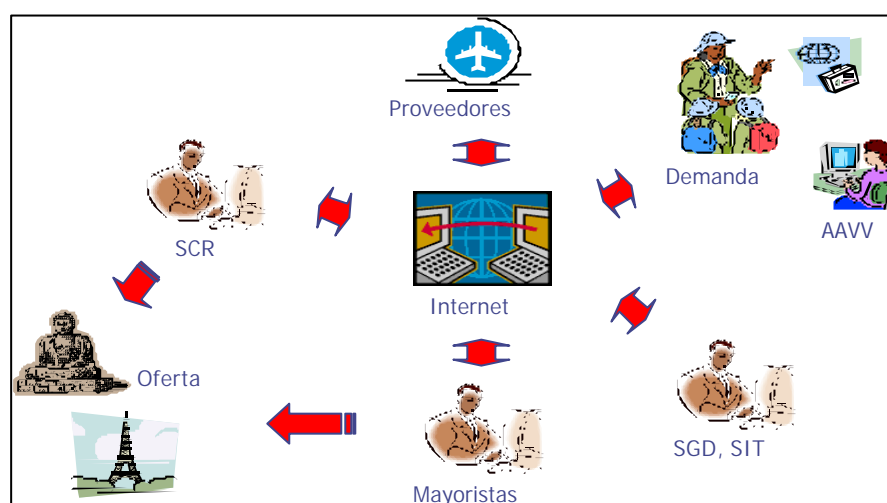 Proveedores
Demanda
AAVV
SCR
Internet
Oferta
SGD, SIT
Mayoristas